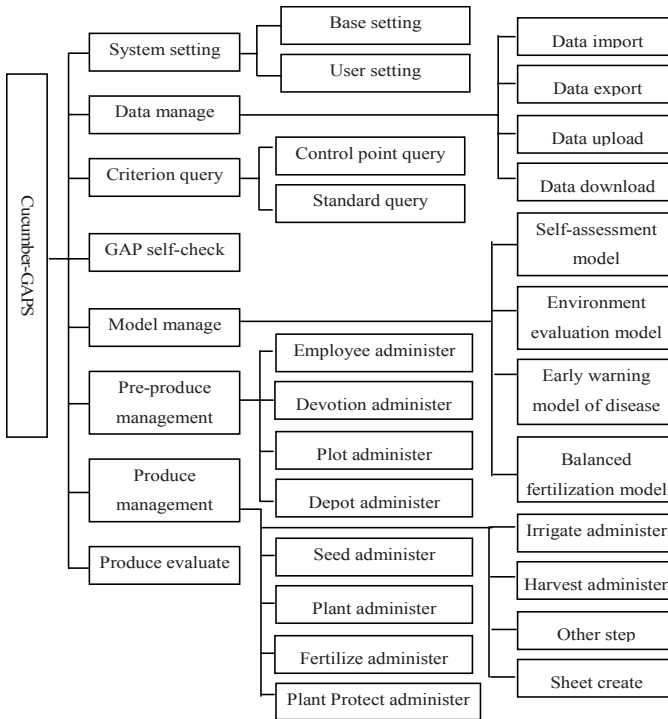 Cucumber-GAPS
System setting
Base setting
User setting
Data manage
Data import
Data export
Data upload
Data download
Criterion query
Control point query
Standard query
GAP self-check
Model manage
Self-assessment
model
Environment
evaluation model
Early warning
model of disease
Balanced
fertilization model
Pre-produce
management
Employee administer
Devotion administer
Plot administer
Depot administer
Produce
management
Seed administer
Plant administer
Fertilize administer
Plant Protect administer
Irrigate administer
Harvest administer
Other step
Sheet create
Produce evaluate